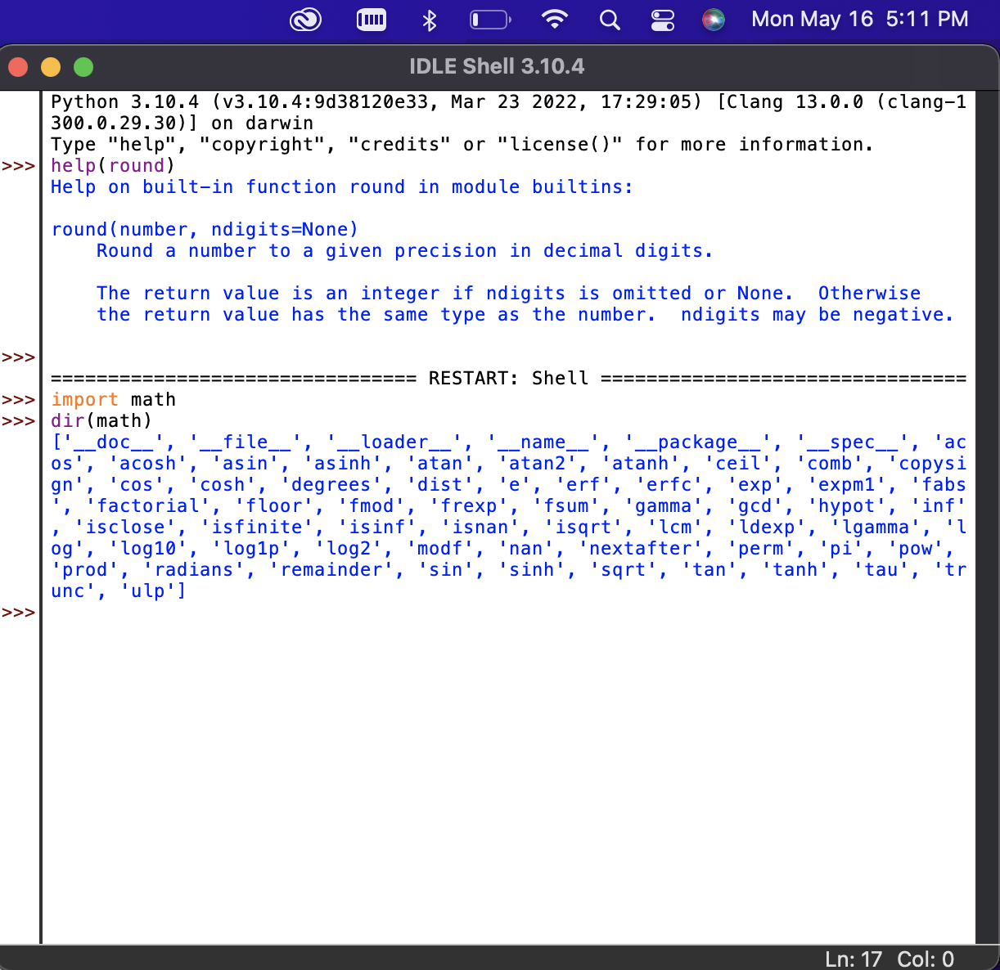 Mon May 16 5:11 PM
IDLE Shell 3.10.4
Python 3.10.4 (v3.10.4:9d38120e33, Mar 23 2022, 17:29:05) [Clang 13.0.0 (clang-1
300.0.29.30)] on darwin
Type "help", "copyright", "credits" or "license()" for more information.
>>> help(round)
Help on built-in function round in module builtins:
round(number, ndigits=None)
    Round a number to a given precision in decimal digits.
    The return value is an integer if ndigits is omitted or None.  Otherwise
    the return value has the same type as the number.  ndigits may be negative.
>>>
================================ RESTART: Shell ================================
>>> import math
>>> dir(math)
['__doc__', '__file__', '__loader__', '__name__', '__package__', '__spec__', 'ac
os', 'acosh', 'asin', 'asinh', 'atan', 'atan2', 'atanh', 'ceil', 'comb', 'copysi
gn', 'cos', 'cosh', 'degrees', 'dist', 'e', 'erf', 'erfc', 'exp', 'expm1', 'fabs
', 'factorial', 'floor', 'fmod', 'frexp', 'fsum', 'gamma', 'gcd', 'hypot', 'inf'
, 'isclose', 'isfinite', 'isinf', 'isnan', 'isqrt', 'lcm', 'ldexp', 'lgamma', 'l
og', 'log10', 'log1p', 'log2', 'modf', 'nan', 'nextafter', 'perm', 'pi', 'pow',
'prod', 'radians', 'remainder', 'sin', 'sinh', 'sqrt', 'tan', 'tanh', 'tau', 'tr
unc', 'ulp']
>>>
Ln: 17 Col: 0